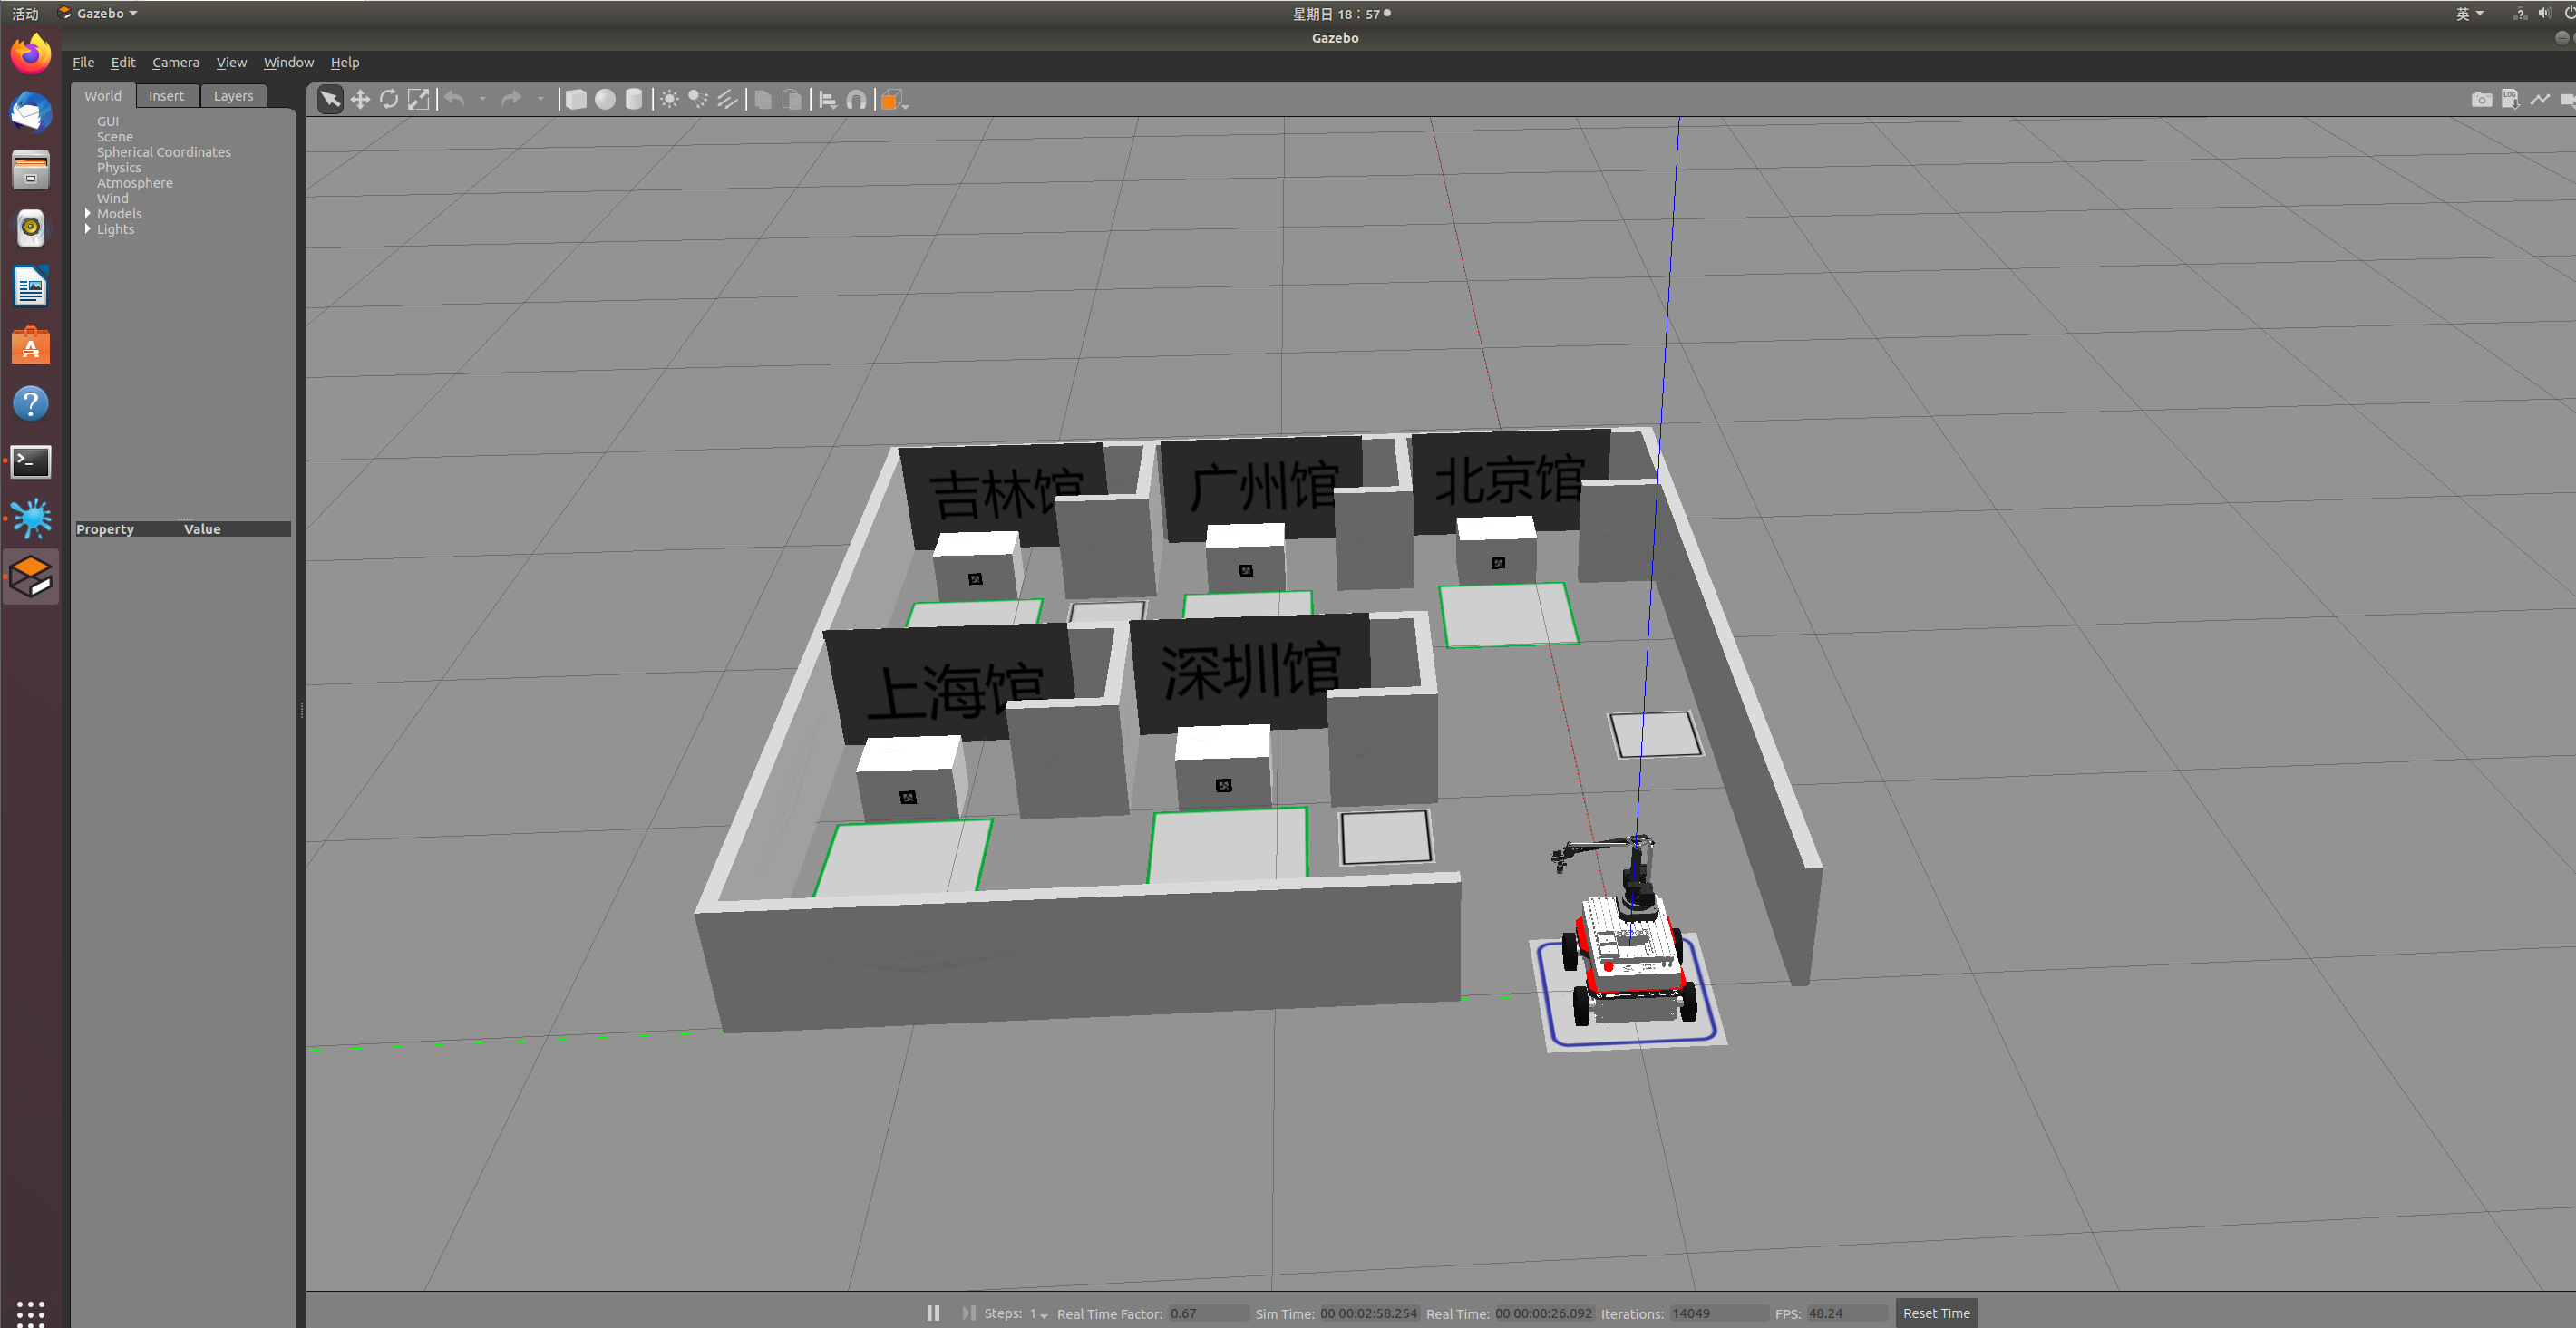 活动 Gazebo 星期日 18：57 英
Gazebo
File Edit Camera View Window Help
World Insert Layers
GUI
Scene
Spherical Coordinates
Physics
Atmosphere
Wind
Models
Lights
Property Value
吉林馆 广州馆 北京馆
上海馆 深圳馆
Steps: 1 Real Time Factor: 0.67 Sim Time: 00 00:02:58.254 Real Time: 00 00:00:26.092 Iterations: 14049 FPS: 48.24 Reset Time